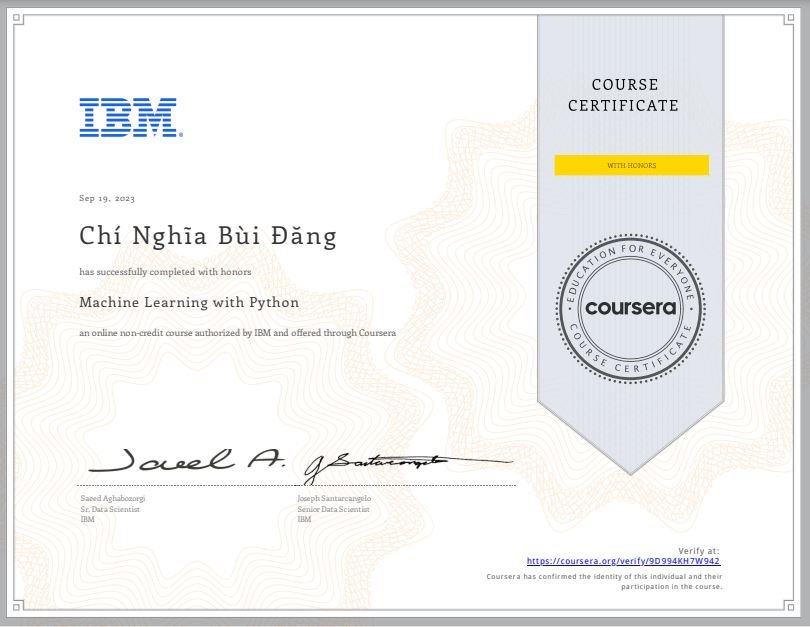 IBM
COURSE
CERTIFICATE
WITH HONORS
Sep 19, 2023
Chí Nghĩa Bùi Đăng
has successfully completed with honors
Machine Learning with Python
an online non-credit course authorized by IBM and offered through Coursera
EDUCATION FOR EVERYONE
coursera
COURSE CERTIFICATE
Saeed A.
J Santarcangelo
Saeed Aghabozorgi
Sr. Data Scientist
IBM
Joseph Santarcangelo
Senior Data Scientist
IBM
Verify at:
https://coursera.org/verify/9D994KH7W942
Coursera has confirmed the identity of this individual and their
participation in the course.